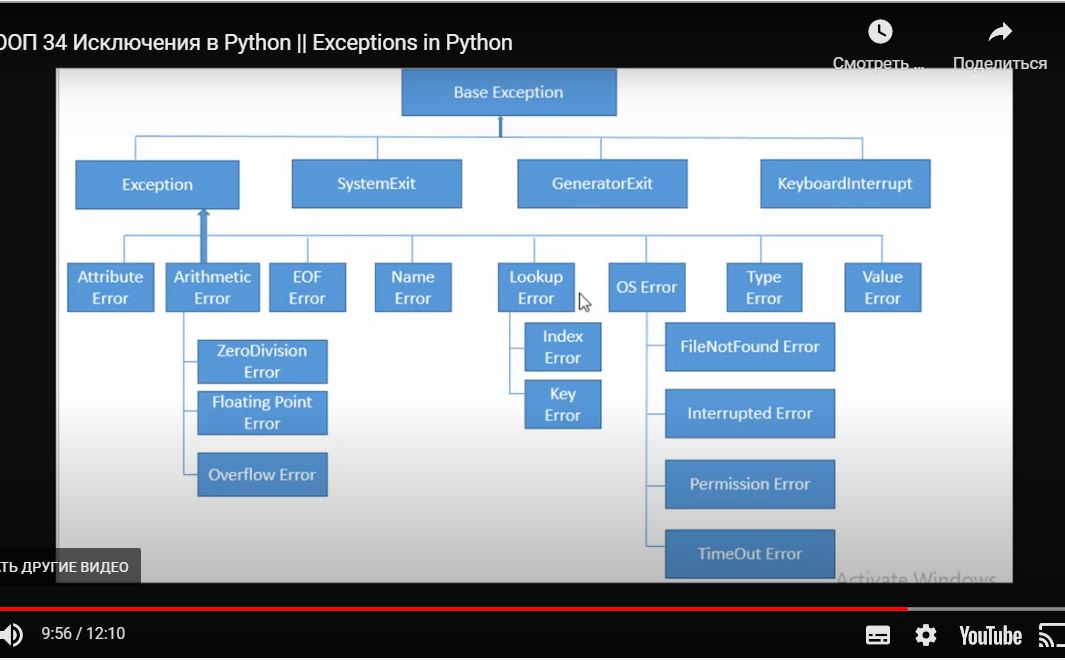 ООП 34 Исключения в Python || Exceptions in Python
Смотреть ...
Поделиться
Base Exception
Exception
SystemExit
GeneratorExit
KeyboardInterrupt
Attribute
Error
Arithmetic
Error
EOF
Error
Name
Error
Lookup
Error
OS Error
Type
Error
Value
Error
ZeroDivision
Error
Floating Point
Error
Overflow Error
Index
Error
Key
Error
FileNotFound Error
Interrupted Error
Permission Error
TimeOut Error
Activate Windows
ТЬ ДРУГИЕ ВИДЕО
9:56 / 12:10
YouTube